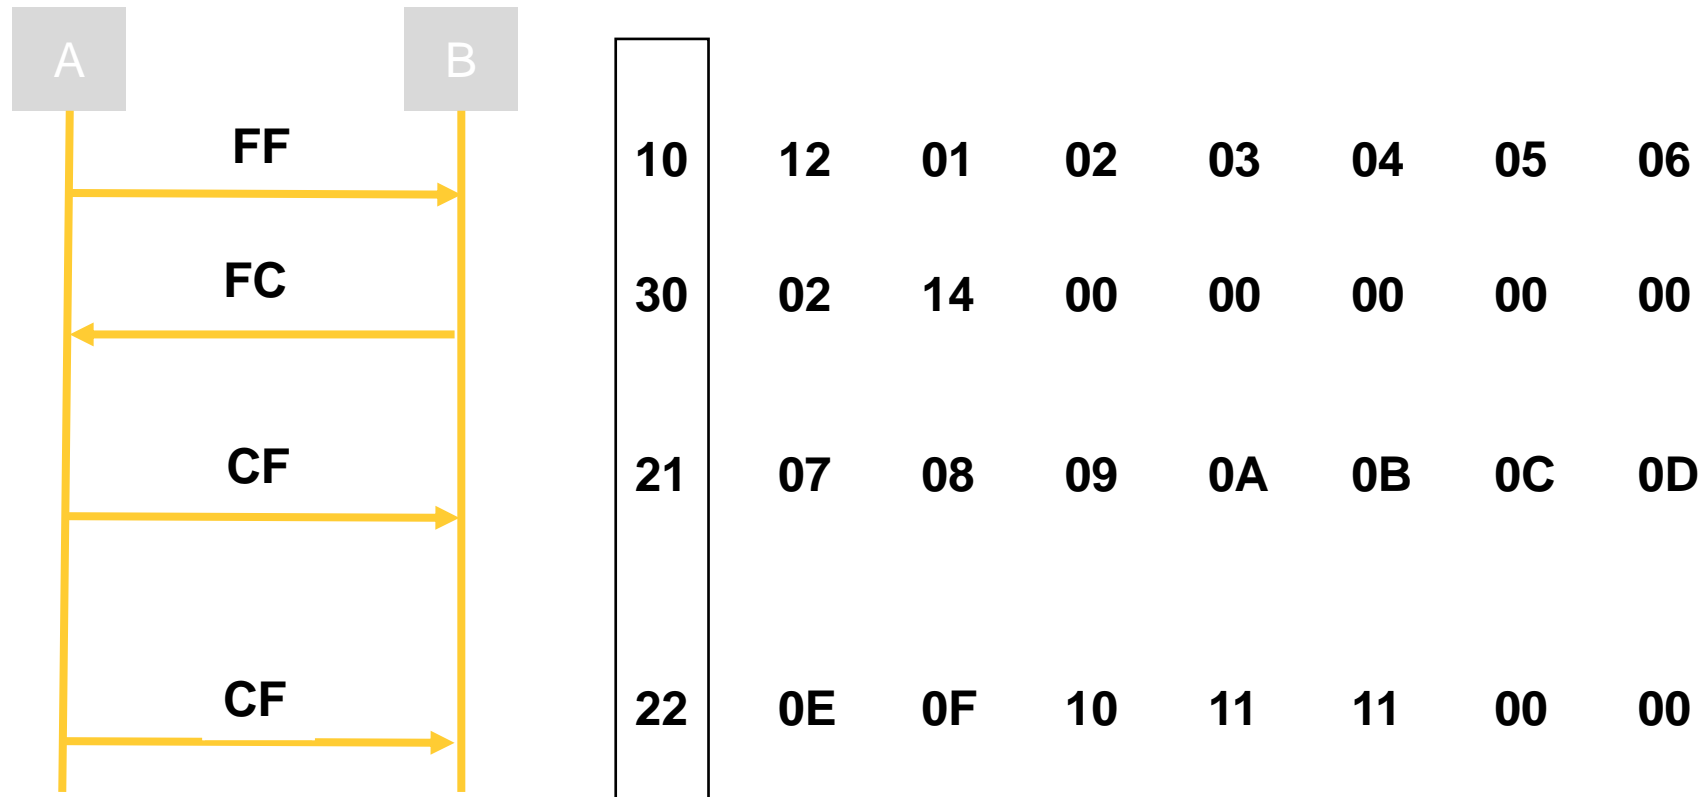 A B
FF 10 12 01 02 03 04 05 06
FC 30 02 14 00 00 00 00 00
CF 21 07 08 09 0A 0B 0C 0D
CF 22 0E 0F 10 11 11 00 00